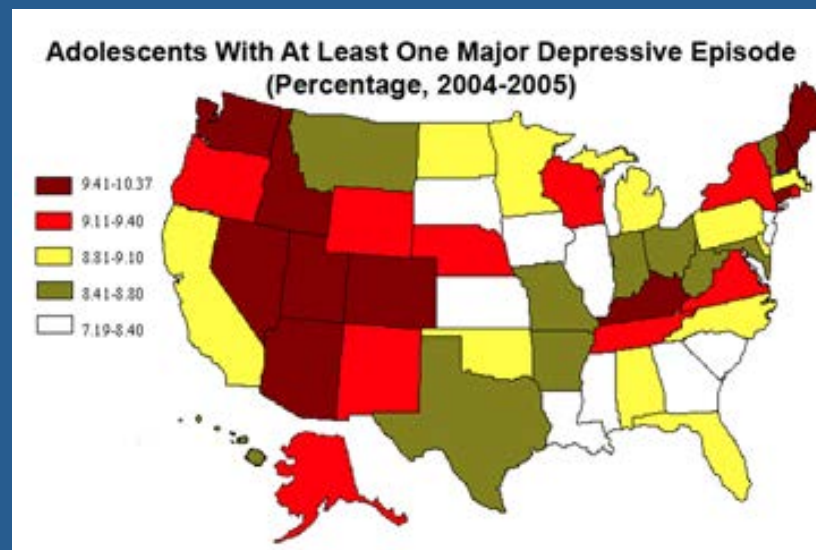 Adolescents With At Least One Major Depressive Episode
(Percentage, 2004-2005)
9.41-10.37
9.11-9.40
8.81-9.10
8.41-8.80
7.19-8.40